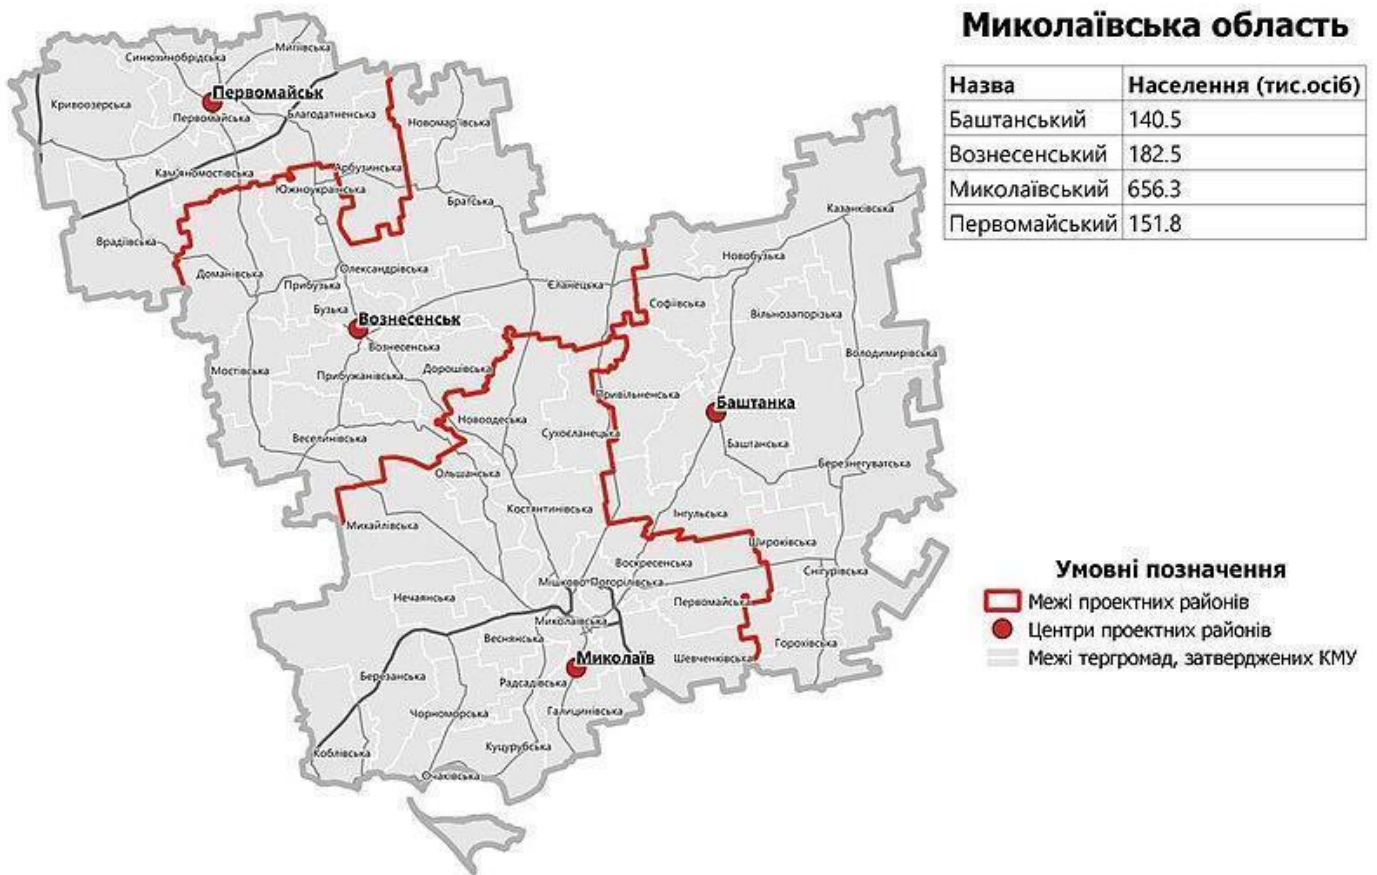 Миколаївська область
Назва Населення (тис.осіб)
Баштанський 140.5
Вознесенський 182.5
Миколаївський 656.3
Первомайський 151.8
Мигіївська
Синюхинобрідська
Первомайськ
Кривоозерська
Благодатненська
Первомайська
Новомар'ївська
Арбузинська
Кам'яномостівська
Южноукраїнська
Братська
Казанківська
Врадіївська
Новобузька
Доманівська
Олександрівська
Прибузька
Єланецька
Софіївська
Бузька
Вознесенськ
Вільнозапорізька
Вознесенська
Володимирівська
Мостівська
Прибужанівська
Дорошівська
Привільненська
Баштанка
Новоодеська
Сухоєланецька
Веселинівська
Баштанська
Березнегуватська
Ольшанська
Костянтинівська
Інгульська
Михайлівська
Широківська
Воскресенська
Снігурівська
Мішково-Погорілівська
Нечаянська
Первомайська
Миколаївська
Веснянська
Горохівська
Миколаїв
Шевченківська
Березанська
Радсадівська
Чорноморська
Галицинівська
Куцурубська
Коблівська
Очаківська
Умовні позначення
Межі проектних районів
Центри проектних районів
Межі тергромад, затверджених КМУ